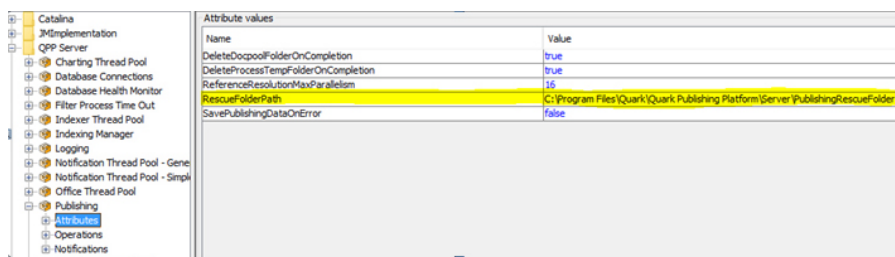 Catalina
JMImplementation
QPP Server
Charting Thread Pool
Database Connections
Database Health Monitor
Filter Process Time Out
Indexer Thread Pool
Indexing Manager
Logging
Notification Thread Pool - Gene
Notification Thread Pool - Simple
Office Thread Pool
Publishing
Attributes
Operations
Notifications
Attribute values
Name Value
DeleteDocpoolFolderOnCompletion true
DeleteProcessTempFolderOnCompletion true
ReferenceResolutionMaxParallelism 16
RescueFolderPath C:\Program Files\Quark\Quark Publishing Platform\Server\PublishingRescueFolder
SavePublishingDataOnError false